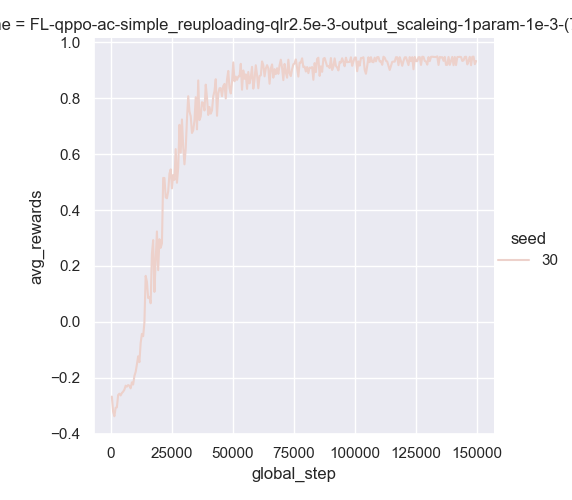 = FL-qppo-ac-simple_reuploading-qlr2.5e-3-output_scaleing-1param-1e-3-(
1.0
0.8
0.6
0.4
0.2
0.0
−0.2
−0.4
avg_rewards
0 25000 50000 75000 100000 125000 150000
global_step
seed
30